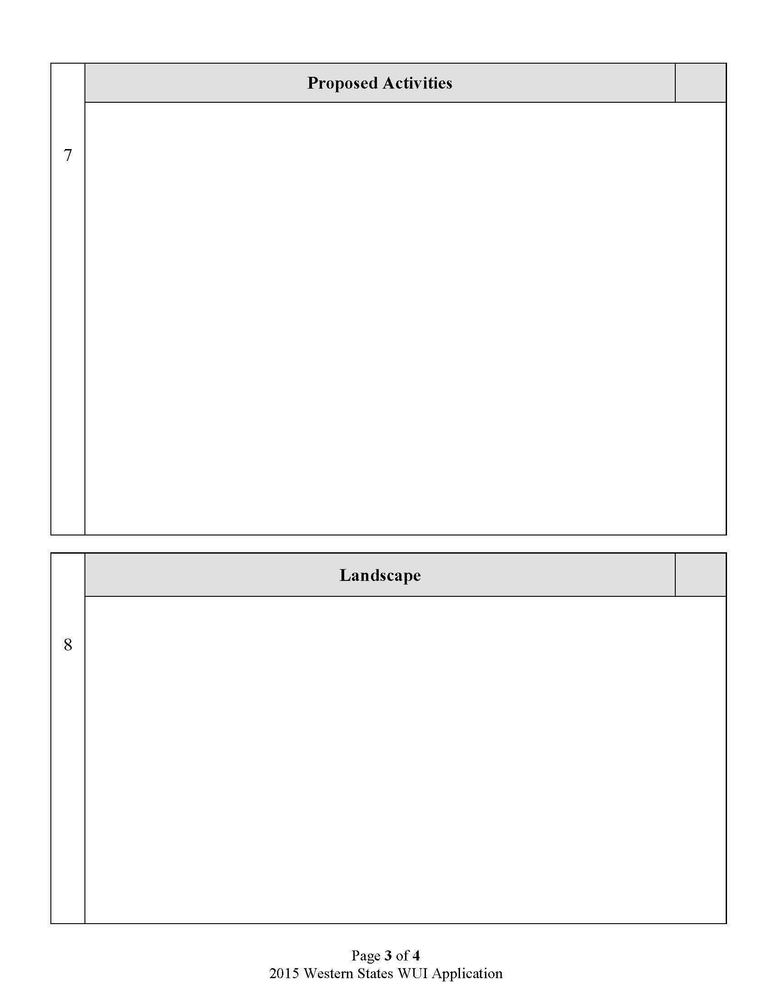 Proposed Activities
7
Landscape
8
Page 3 of 4
2015 Western States WUI Application